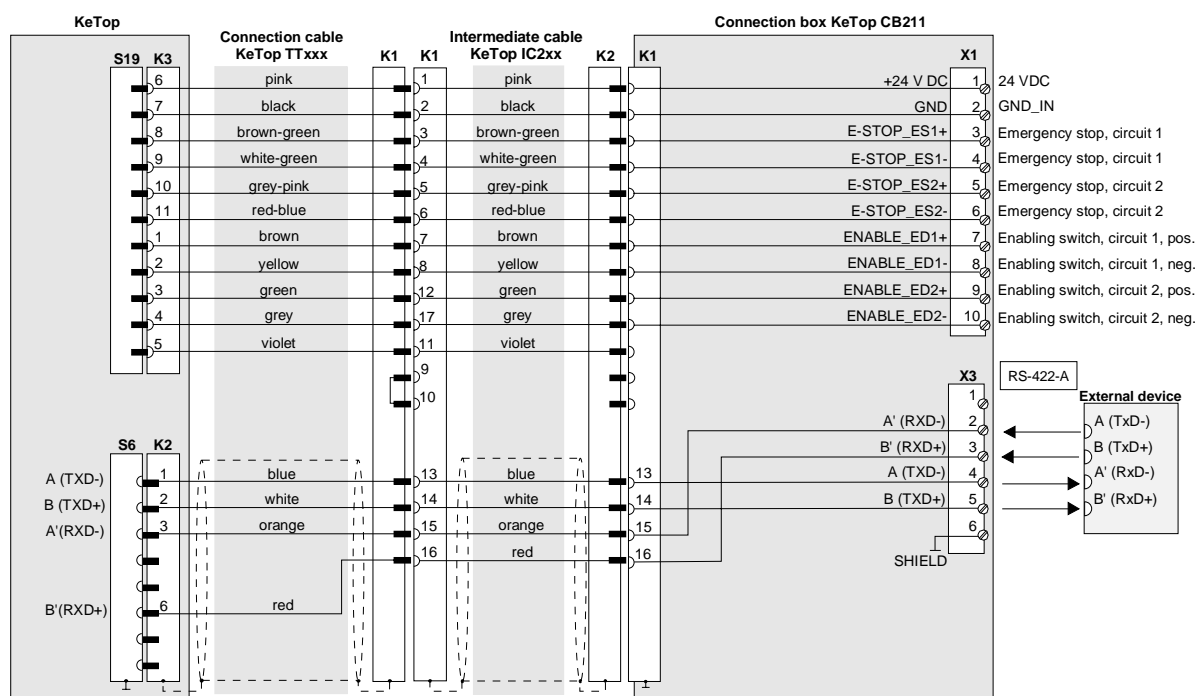 KeTop
Connection box KeTop CB211
Connection cable
KeTop TTxxx
Intermediate cable
KeTop IC2xx
S19 K3 K1 K1 K2 K1 X1
6 pink 1 pink +24 V DC 1 24 VDC
7 black 2 black GND 2 GND_IN
8 brown-green 3 brown-green E-STOP_ES1+ 3 Emergency stop, circuit 1
9 white-green 4 white-green E-STOP_ES1- 4 Emergency stop, circuit 1
10 grey-pink 5 grey-pink E-STOP_ES2+ 5 Emergency stop, circuit 2
11 red-blue 6 red-blue E-STOP_ES2- 6 Emergency stop, circuit 2
1 brown 7 brown ENABLE_ED1+ 7 Enabling switch, circuit 1, pos.
2 yellow 8 yellow ENABLE_ED1- 8 Enabling switch, circuit 1, neg.
3 green 12 green ENABLE_ED2+ 9 Enabling switch, circuit 2, pos.
4 grey 17 grey ENABLE_ED2- 10 Enabling switch, circuit 2, neg.
5 violet 11 violet
9
10
X3 RS-422-A
1 External device
A' (RXD-) 2 A (TxD-)
B' (RXD+) 3 B (TxD+)
S6 K2
A (TXD-) 1 blue 13 blue 13 A (TXD-) 4 A' (RxD-)
B (TXD+) 2 white 14 white 14 B (TXD+) 5 B' (RxD+)
A'(RXD-) 3 orange 15 orange 15 6
16 red 16 SHIELD
B'(RXD+) 6 red